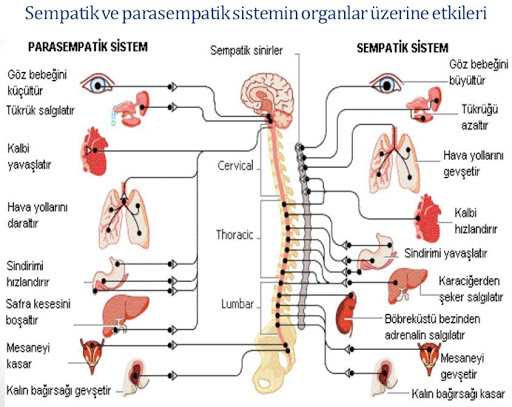 Sempatik ve parasempatik sistemin organlar üzerine etkileri
PARASEMPATİK SİSTEM
Göz bebeğini
küçültür
Tükrük salgılatır
Kalbi
yavaşlatır
Hava yollarını
darattır
Sindirimi
hızlandırır
Safra kesesini
boşattır
Mesaneyi
kasar
Kalın bağırsağı gevşetir
Sempatik sinirler
Cervical
Thoracic
Lumbar
SEMPATİK SİSTEM
Göz bebeğini
büyültür
Tükrüğü
azattır
Hava yollarını
gevşetir
Kalbi
hızlandırır
Sindirimi yavaşlatır
Karaciğerden
şeker salgılatır
Böbreküstü bezinden
adrenalin salgılatır
Mesaneyi
gevşetir
Kalın bağırsağı kasar